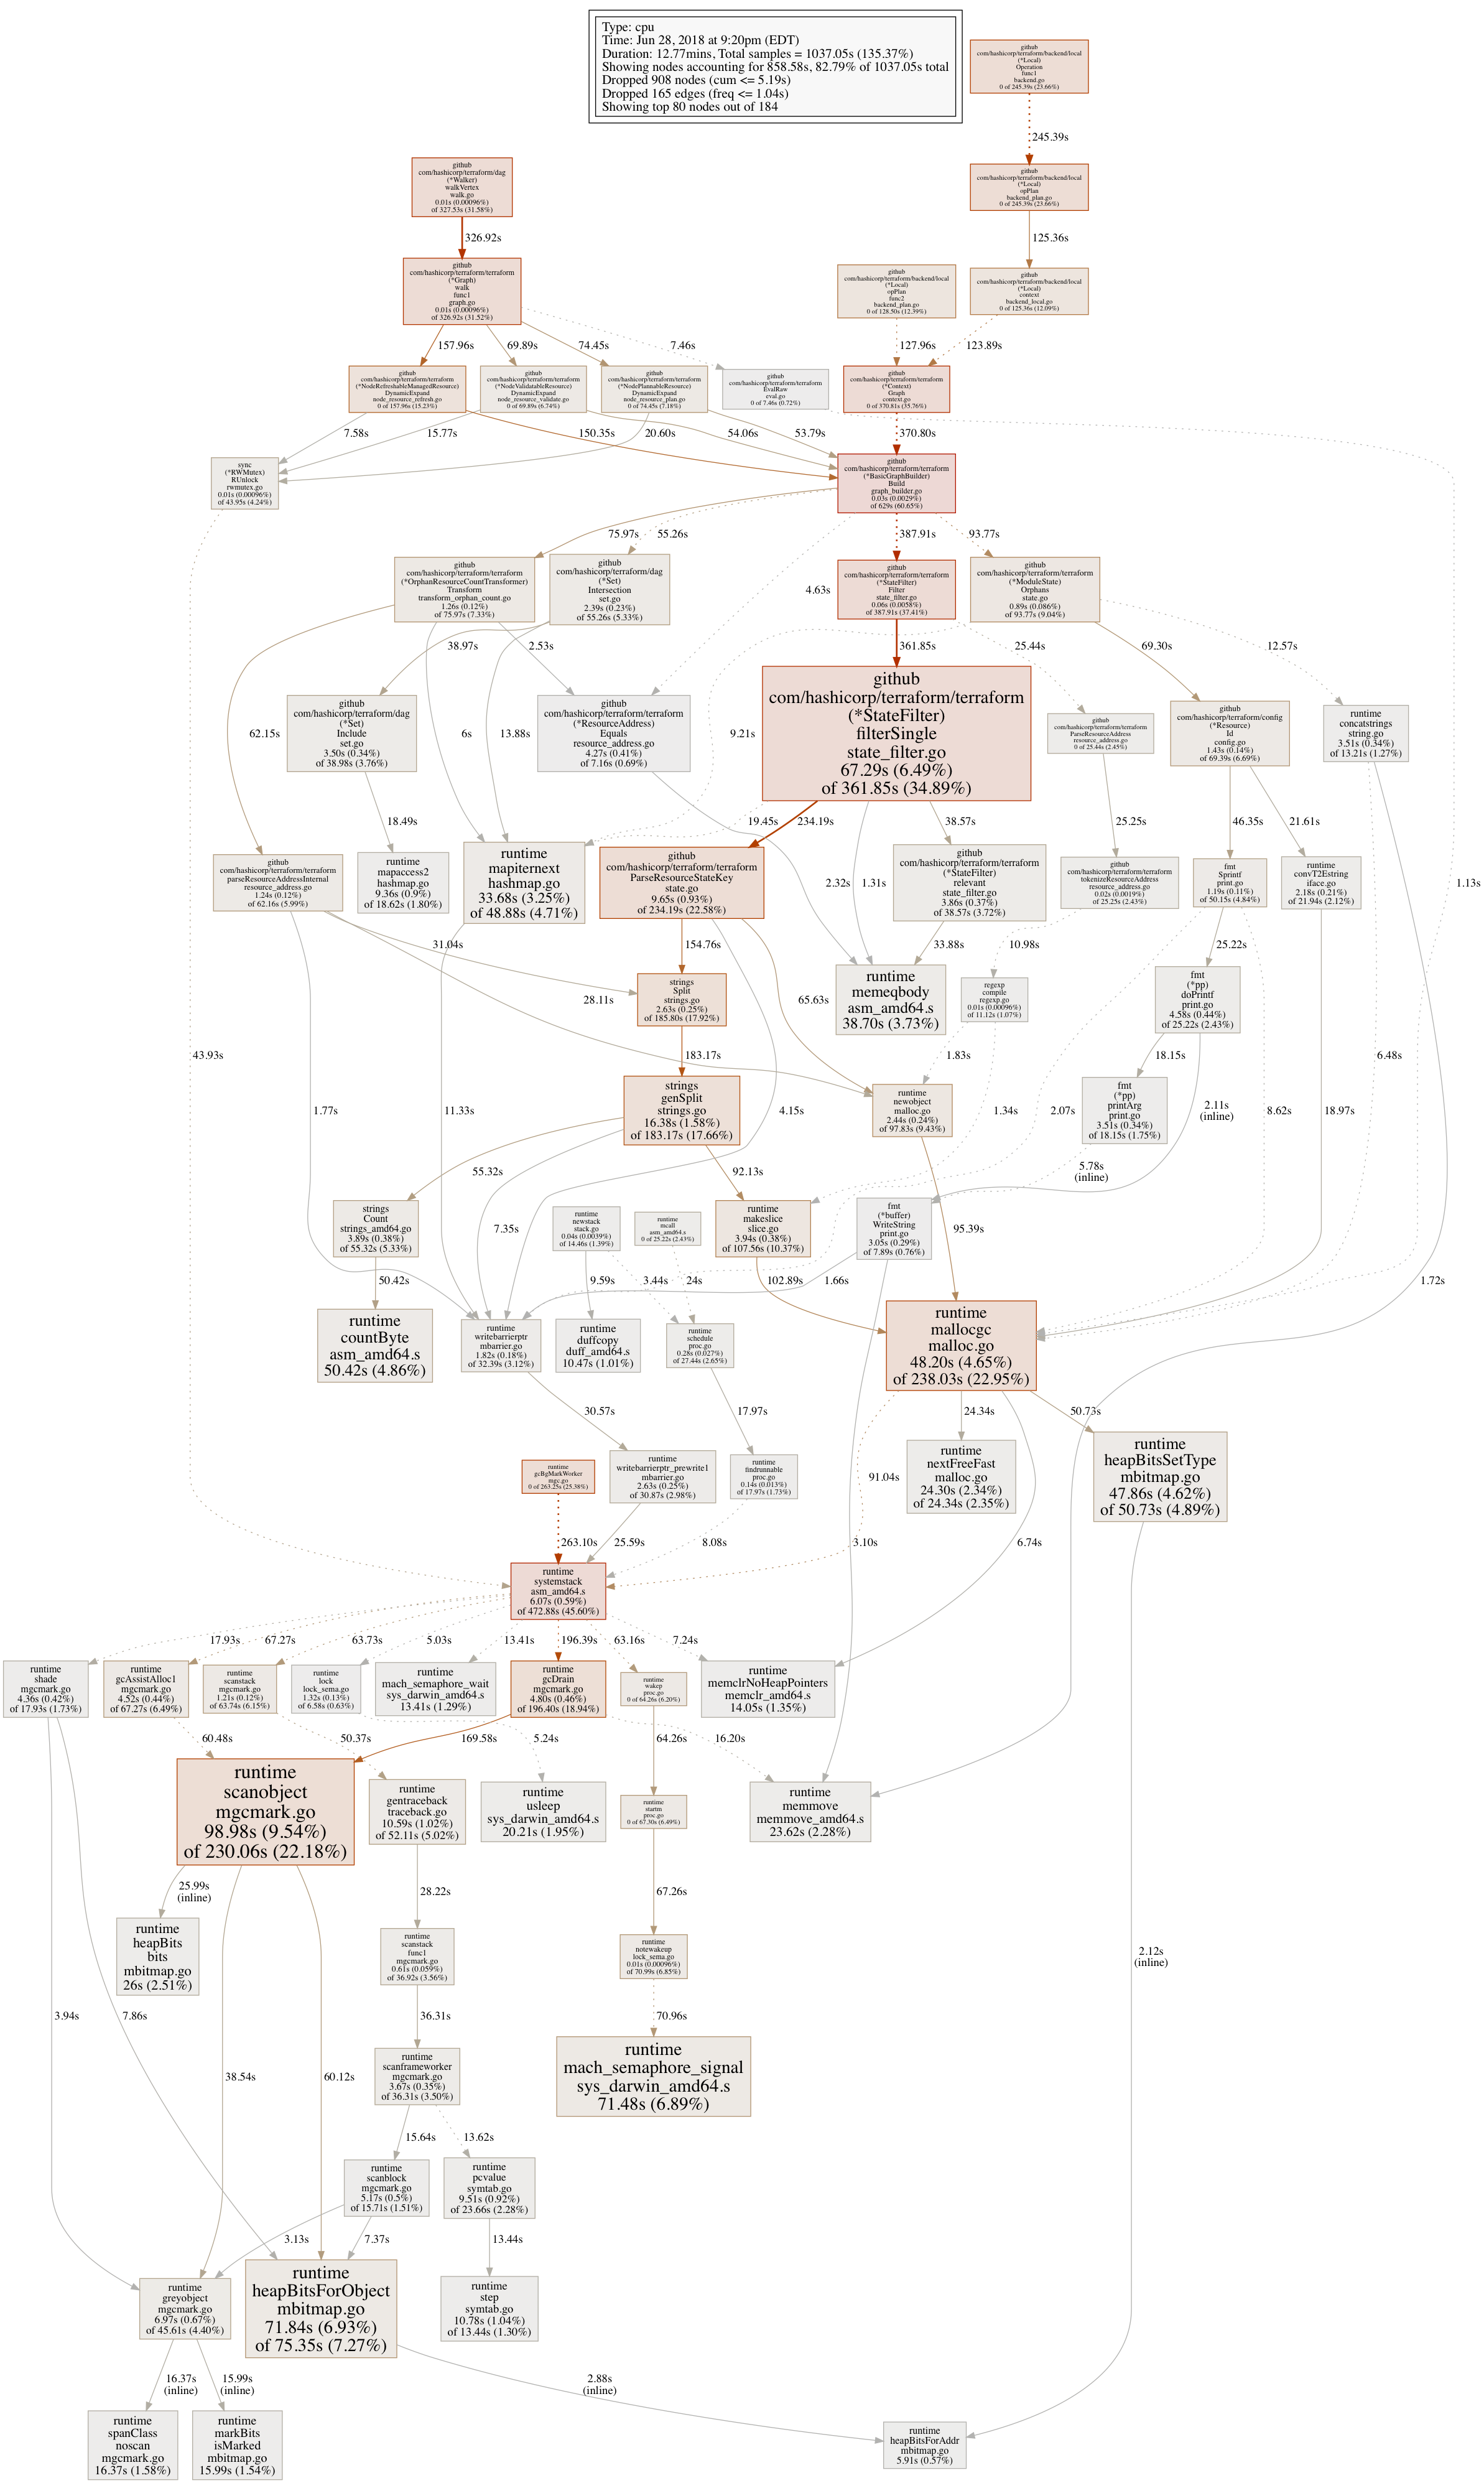 Type: cpu
Time: Jun 28, 2018 at 9:20pm (EDT)
Duration: 12.77mins, Total samples = 1037.05s (135.37%)
Showing nodes accounting for 858.58s, 82.79% of 1037.05s total
Dropped 908 nodes (cum <= 5.19s)
Dropped 165 edges (freq <= 1.04s)
Showing top 80 nodes out of 184
github
com/hashicorp/terraform/backend/local
(*Local)
Operation
func1
backend.go
0 of 245.39s (23.66%)
245.39s
github
com/hashicorp/terraform/dag
(*Walker)
walkVertex
walk.go
0.01s (0.00096%)
of 327.53s (31.58%)
github
com/hashicorp/terraform/backend/local
(*Local)
opPlan
backend_plan.go
0 of 245.39s (23.66%)
326.92s
125.36s
github
com/hashicorp/terraform/terraform
(*Graph)
walk
func1
graph.go
0.01s (0.00096%)
of 326.92s (31.52%)
github
com/hashicorp/terraform/backend/local
(*Local)
opPlan
func2
backend_plan.go
0 of 128.50s (12.39%)
github
com/hashicorp/terraform/backend/local
(*Local)
context
backend_local.go
0 of 125.36s (12.09%)
157.96s
69.89s
74.45s
7.46s
127.96s
123.89s
github
com/hashicorp/terraform/terraform
(*NodeRefreshableManagedResource)
DynamicExpand
node_resource_refresh.go
0 of 157.96s (15.23%)
github
com/hashicorp/terraform/terraform
(*NodeValidatableResource)
DynamicExpand
node_resource_validate.go
0 of 69.89s (6.74%)
github
com/hashicorp/terraform/terraform
(*NodePlannableResource)
DynamicExpand
node_resource_plan.go
0 of 74.45s (7.18%)
github
com/hashicorp/terraform/terraform
EvalRaw
eval.go
0 of 7.46s (0.72%)
github
com/hashicorp/terraform/terraform
(*Context)
Graph
context.go
0 of 370.81s (35.76%)
7.58s
15.77s
20.60s
150.35s
54.06s
53.79s
370.80s
sync
(*RWMutex)
RUnlock
rwmutex.go
0.01s (0.00096%)
of 43.95s (4.24%)
github
com/hashicorp/terraform/terraform
(*BasicGraphBuilder)
Build
graph_builder.go
0.03s (0.0029%)
of 629s (60.65%)
75.97s
55.26s
4.63s
387.91s
93.77s
github
com/hashicorp/terraform/terraform
(*OrphanResourceCountTransformer)
Transform
transform_orphan_count.go
1.26s (0.12%)
of 75.97s (7.33%)
github
com/hashicorp/terraform/dag
(*Set)
Intersection
set.go
2.39s (0.23%)
of 55.26s (5.33%)
github
com/hashicorp/terraform/terraform
(*StateFilter)
Filter
state_filter.go
0.06s (0.0058%)
of 387.91s (37.41%)
github
com/hashicorp/terraform/terraform
(*ModuleState)
Orphans
state.go
0.89s (0.086%)
of 93.77s (9.04%)
62.15s
6s
2.53s
38.97s
13.88s
9.21s
361.85s
25.44s
69.30s
12.57s
github
com/hashicorp/terraform/dag
(*Set)
Include
set.go
3.50s (0.34%)
of 38.98s (3.76%)
github
com/hashicorp/terraform/terraform
(*ResourceAddress)
Equals
resource_address.go
4.27s (0.41%)
of 7.16s (0.69%)
github
com/hashicorp/terraform/terraform
(*StateFilter)
filterSingle
state_filter.go
67.29s (6.49%)
of 361.85s (34.89%)
github
com/hashicorp/terraform/terraform
ParseResourceAddress
resource_address.go
0 of 25.44s (2.45%)
github
com/hashicorp/terraform/config
(*Resource)
Id
config.go
1.43s (0.14%)
of 69.39s (6.69%)
runtime
concatstrings
string.go
3.51s (0.34%)
of 13.21s (1.27%)
18.49s
19.45s
234.19s
2.32s
1.31s
38.57s
25.25s
46.35s
21.61s
1.13s
github
com/hashicorp/terraform/terraform
parseResourceAddressInternal
resource_address.go
1.24s (0.12%)
of 62.16s (5.99%)
runtime
mapaccess2
hashmap.go
9.36s (0.9%)
of 18.62s (1.80%)
runtime
mapiternext
hashmap.go
33.68s (3.25%)
of 48.88s (4.71%)
github
com/hashicorp/terraform/terraform
ParseResourceStateKey
state.go
9.65s (0.93%)
of 234.19s (22.58%)
github
com/hashicorp/terraform/terraform
(*StateFilter)
relevant
state_filter.go
3.86s (0.37%)
of 38.57s (3.72%)
github
com/hashicorp/terraform/terraform
tokenizeResourceAddress
resource_address.go
0.02s (0.0019%)
of 25.25s (2.43%)
fmt
Sprintf
print.go
1.19s (0.11%)
of 50.15s (4.84%)
runtime
convT2Estring
iface.go
2.18s (0.21%)
of 21.94s (2.12%)
31.04s
28.11s
154.76s
65.63s
33.88s
10.98s
25.22s
strings
Split
strings.go
2.63s (0.25%)
of 185.80s (17.92%)
runtime
memeqbody
asm_amd64.s
38.70s (3.73%)
regexp
compile
regexp.go
0.01s (0.00096%)
of 11.12s (1.07%)
fmt
(*pp)
doPrintf
print.go
4.58s (0.44%)
of 25.22s (2.43%)
43.93s
183.17s
1.83s
18.15s
6.48s
strings
genSplit
strings.go
16.38s (1.58%)
of 183.17s (17.66%)
runtime
newobject
malloc.go
2.44s (0.24%)
of 97.83s (9.43%)
fmt
(*pp)
printArg
print.go
3.51s (0.34%)
of 18.15s (1.75%)
1.77s
11.33s
4.15s
1.34s
2.07s
2.11s
(inline)
8.62s
18.97s
55.32s
92.13s
5.78s
(inline)
strings
Count
strings_amd64.go
3.89s (0.38%)
of 55.32s (5.33%)
7.35s
runtime
newstack
stack.go
0.04s (0.0039%)
of 14.46s (1.39%)
runtime
mcall
asm_amd64.s
0 of 25.22s (2.43%)
runtime
makeslice
slice.go
3.94s (0.38%)
of 107.56s (10.37%)
fmt
(*buffer)
WriteString
print.go
3.05s (0.29%)
of 7.89s (0.76%)
95.39s
50.42s
9.59s
3.44s
24s
102.89s
1.66s
1.72s
runtime
countByte
asm_amd64.s
50.42s (4.86%)
runtime
writebarrierptr
mbarrier.go
1.82s (0.18%)
of 32.39s (3.12%)
runtime
duffcopy
duff_amd64.s
10.47s (1.01%)
runtime
schedule
proc.go
0.28s (0.027%)
of 27.44s (2.65%)
runtime
mallocgc
malloc.go
48.20s (4.65%)
of 238.03s (22.95%)
30.57s
17.97s
24.34s
50.73s
runtime
gcBgMarkWorker
mgc.go
0 of 263.25s (25.38%)
runtime
writebarrierptr_prewrite1
mbarrier.go
2.63s (0.25%)
of 30.87s (2.98%)
runtime
findrunnable
proc.go
0.14s (0.013%)
of 17.97s (1.73%)
91.04s
runtime
nextFreeFast
malloc.go
24.30s (2.34%)
of 24.34s (2.35%)
runtime
heapBitsSetType
mbitmap.go
47.86s (4.62%)
of 50.73s (4.89%)
263.10s
25.59s
8.08s
3.10s
6.74s
runtime
systemstack
asm_amd64.s
6.07s (0.59%)
of 472.88s (45.60%)
17.93s
67.27s
63.73s
5.03s
13.41s
196.39s
63.16s
7.24s
runtime
shade
mgcmark.go
4.36s (0.42%)
of 17.93s (1.73%)
runtime
gcAssistAlloc1
mgcmark.go
4.52s (0.44%)
of 67.27s (6.49%)
runtime
scanstack
mgcmark.go
1.21s (0.12%)
of 63.74s (6.15%)
runtime
lock
lock_sema.go
1.32s (0.13%)
of 6.58s (0.63%)
runtime
mach_semaphore_wait
sys_darwin_amd64.s
13.41s (1.29%)
runtime
gcDrain
mgcmark.go
4.80s (0.46%)
of 196.40s (18.94%)
runtime
wakep
proc.go
0 of 64.26s (6.20%)
runtime
memclrNoHeapPointers
memclr_amd64.s
14.05s (1.35%)
60.48s
50.37s
169.58s
5.24s
64.26s
16.20s
runtime
scanobject
mgcmark.go
98.98s (9.54%)
of 230.06s (22.18%)
runtime
gentraceback
traceback.go
10.59s (1.02%)
of 52.11s (5.02%)
runtime
usleep
sys_darwin_amd64.s
20.21s (1.95%)
runtime
startm
proc.go
0 of 67.30s (6.49%)
runtime
memmove
memmove_amd64.s
23.62s (2.28%)
25.99s
(inline)
28.22s
67.26s
runtime
heapBits
bits
mbitmap.go
26s (2.51%)
runtime
scanstack
func1
mgcmark.go
0.61s (0.059%)
of 36.92s (3.56%)
runtime
notewakeup
lock_sema.go
0.01s (0.00096%)
of 70.99s (6.85%)
2.12s
(inline)
3.94s
7.86s
36.31s
70.96s
38.54s
60.12s
runtime
scanframeworker
mgcmark.go
3.67s (0.35%)
of 36.31s (3.50%)
runtime
mach_semaphore_signal
sys_darwin_amd64.s
71.48s (6.89%)
15.64s
13.62s
runtime
scanblock
mgcmark.go
5.17s (0.5%)
of 15.71s (1.51%)
runtime
pcvalue
symtab.go
9.51s (0.92%)
of 23.66s (2.28%)
3.13s
7.37s
13.44s
runtime
greyobject
mgcmark.go
6.97s (0.67%)
of 45.61s (4.40%)
runtime
heapBitsForObject
mbitmap.go
71.84s (6.93%)
of 75.35s (7.27%)
runtime
step
symtab.go
10.78s (1.04%)
of 13.44s (1.30%)
16.37s
(inline)
15.99s
(inline)
2.88s
(inline)
runtime
spanClass
noscan
mgcmark.go
16.37s (1.58%)
runtime
markBits
isMarked
mbitmap.go
15.99s (1.54%)
runtime
heapBitsForAddr
mbitmap.go
5.91s (0.57%)